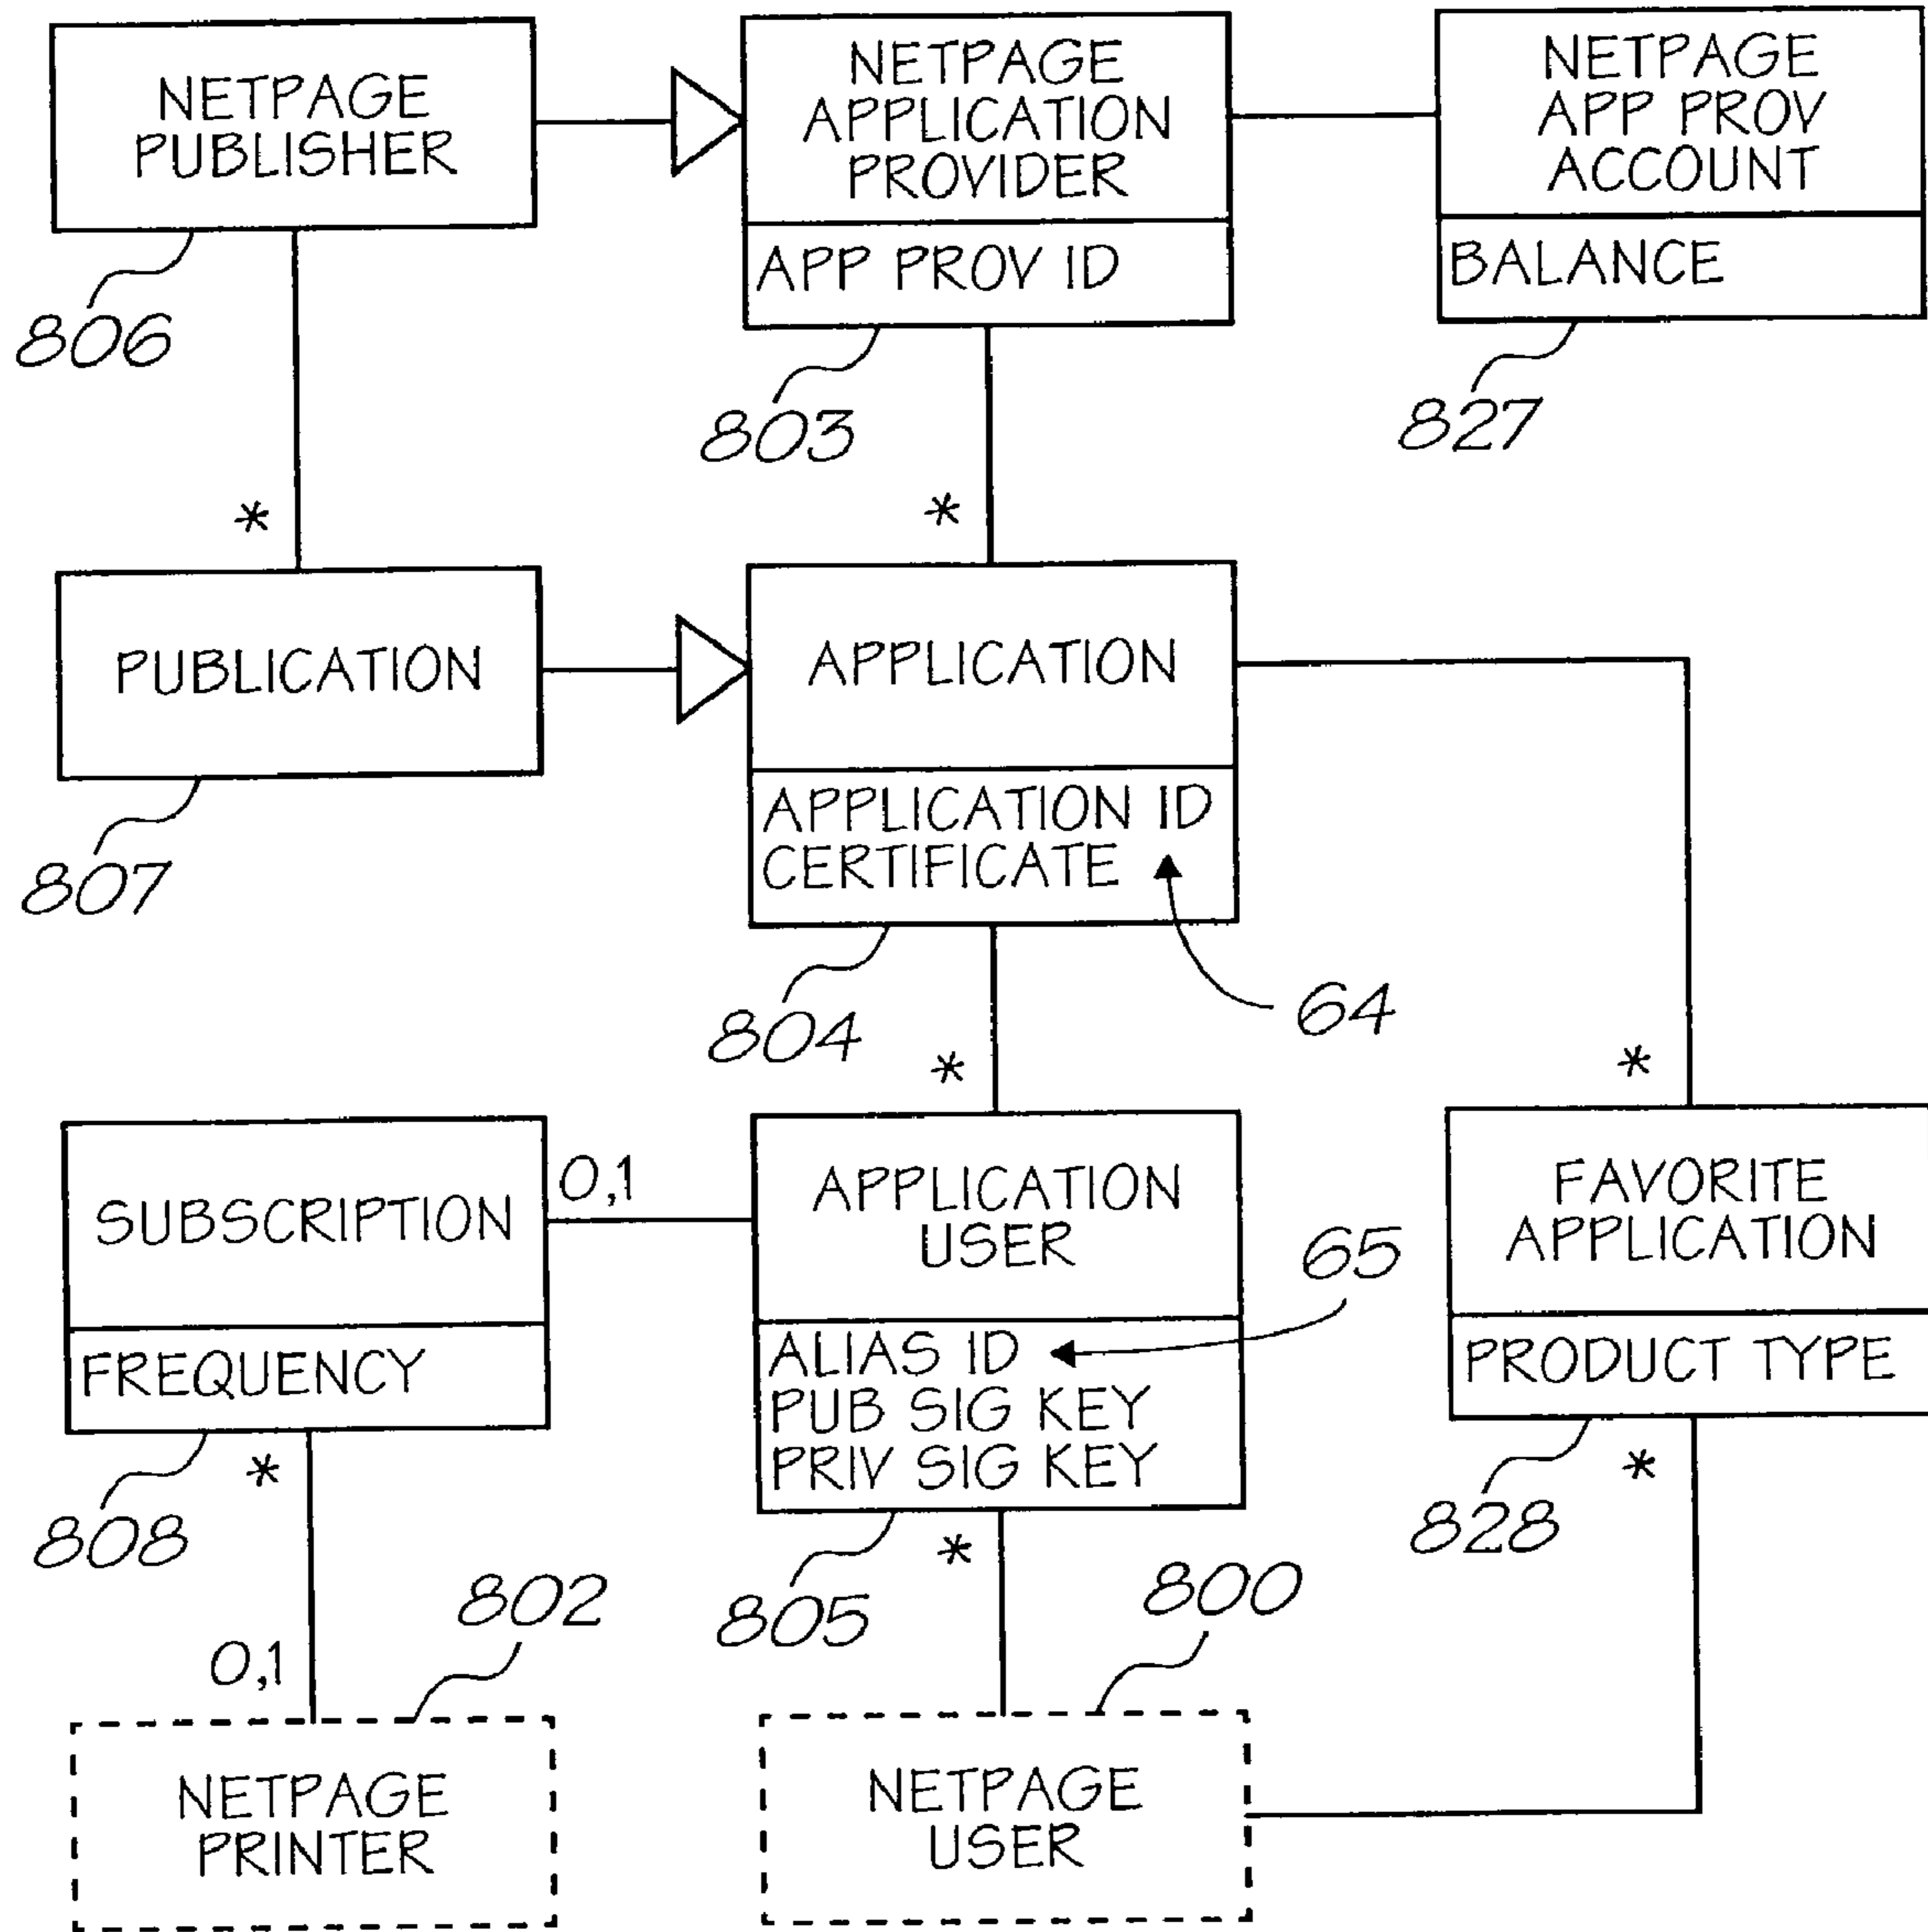 NETPAGE
PUBLISHER
806
NETPAGE
APPLICATION
PROVIDER
APP PROV ID
803
NETPAGE
APP PROV
ACCOUNT
BALANCE
827
*
*
PUBLICATION
807
APPLICATION
APPLICATION ID
CERTIFICATE
64
804
*
*
SUBSCRIPTION
FREQUENCY
808
0,1
APPLICATION
USER
ALIAS ID
PUB SIG KEY
PRIV SIG KEY
65
805
FAVORITE
APPLICATION
PRODUCT TYPE
828
*
*
*
0,1
802
800
NETPAGE
PRINTER
NETPAGE
USER